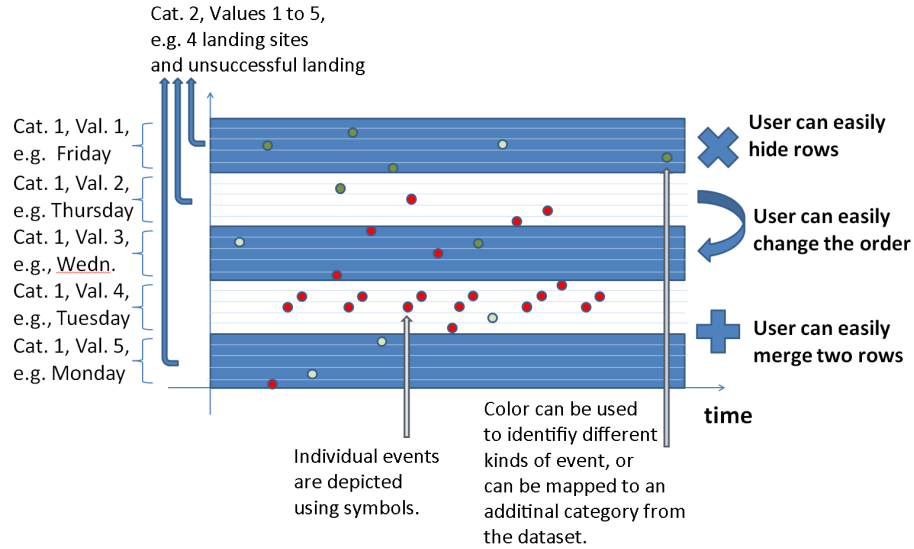 Cat. 2, Values 1 to 5,
e.g. 4 landing sites
and unsuccessful landing
Cat. 1, Val. 1,
e.g.  Friday
Cat. 1, Val. 2,
e.g. Thursday
Cat. 1, Val. 3,
e.g., Wedn.
Cat. 1, Val. 4,
e.g., Tuesday
Cat. 1, Val. 5,
e.g. Monday
User can easily
hide rows
User can easily
change the order
User can easily
merge two rows
time
Individual events
are depicted
using symbols.
Color can be used
to identifiy different
kinds of event, or
can be mapped to an
additinal category from
the dataset.